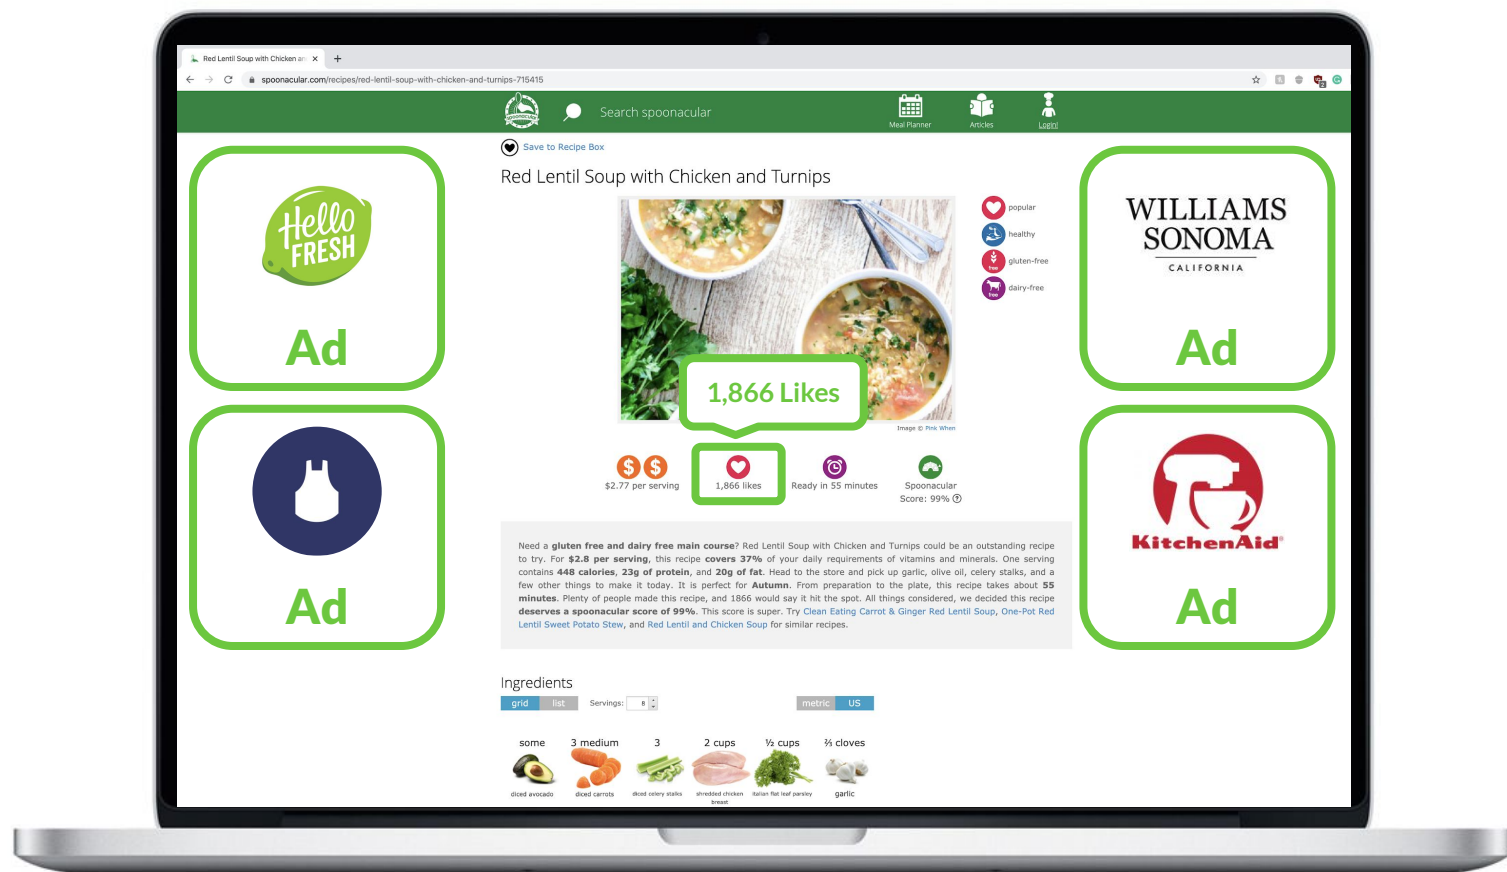 Red Lentil Soup with Chicken an
spoonacular.com/recipes/red-lentil-soup-with-chicken-and-turnips-715415
2
spoonacular
Search spoonacular
Meal Planner
Articles
Login!
Save to Recipe Box
Red Lentil Soup with Chicken and Turnips
popular
healthy
free
gluten-free
free
dairy-free
Hello
FRESH
Ad
WILLIAMS
SONOMA
CALIFORNIA
Ad
1,866 Likes
Image © Pink When
$ $
$2.77 per serving
1,866 likes
Ready in 55 minutes
Spoonacular
Score: 99% ?
Ad
KitchenAid®
Ad
Need a gluten free and dairy free main course? Red Lentil Soup with Chicken and Turnips could be an outstanding recipe
to try. For $2.8 per serving, this recipe covers 37% of your daily requirements of vitamins and minerals. One serving
contains 448 calories, 23g of protein, and 20g of fat. Head to the store and pick up garlic, olive oil, celery stalks, and a
few other things to make it today. It is perfect for Autumn. From preparation to the plate, this recipe takes about 55
minutes. Plenty of people made this recipe, and 1866 would say it hit the spot. All things considered, we decided this recipe
deserves a spoonacular score of 99%. This score is super. Try Clean Eating Carrot & Ginger Red Lentil Soup, One-Pot Red
Lentil Sweet Potato Stew, and Red Lentil and Chicken Soup for similar recipes.
Ingredients
grid list Servings: 8 metric US
some 3 medium 3 2 cups ½ cups ⅔ cloves
diced avocado diced carrots diced celery stalks shredded chicken italian flat leaf parsley garlic
breast